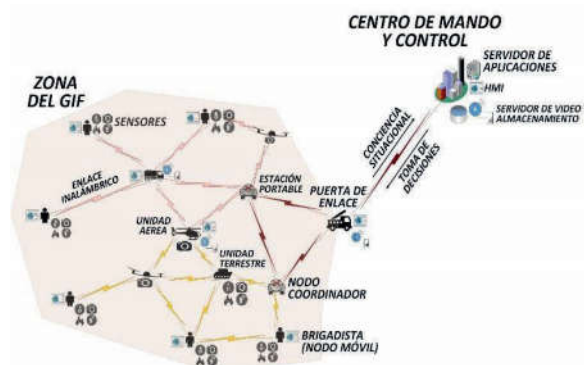 CENTRO DE MANDO
Y CONTROL
SERVIDOR DE
APLICACIONES
HMI
SERVIDOR DE VIDEO
ALMACENAMIENTO
ZONA
DEL GIF
SENSORES
ENLACE
INALÁMBRICO
CONCIENCIA
SITUACIONAL
TOMA DE
DECISIONES
ESTACIÓN
PORTABLE
PUERTA DE
ENLACE
UNIDAD
AEREA
UNIDAD
TERRESTRE
NODO
COORDINADOR
BRIGADISTA
(NODO MÓVIL)